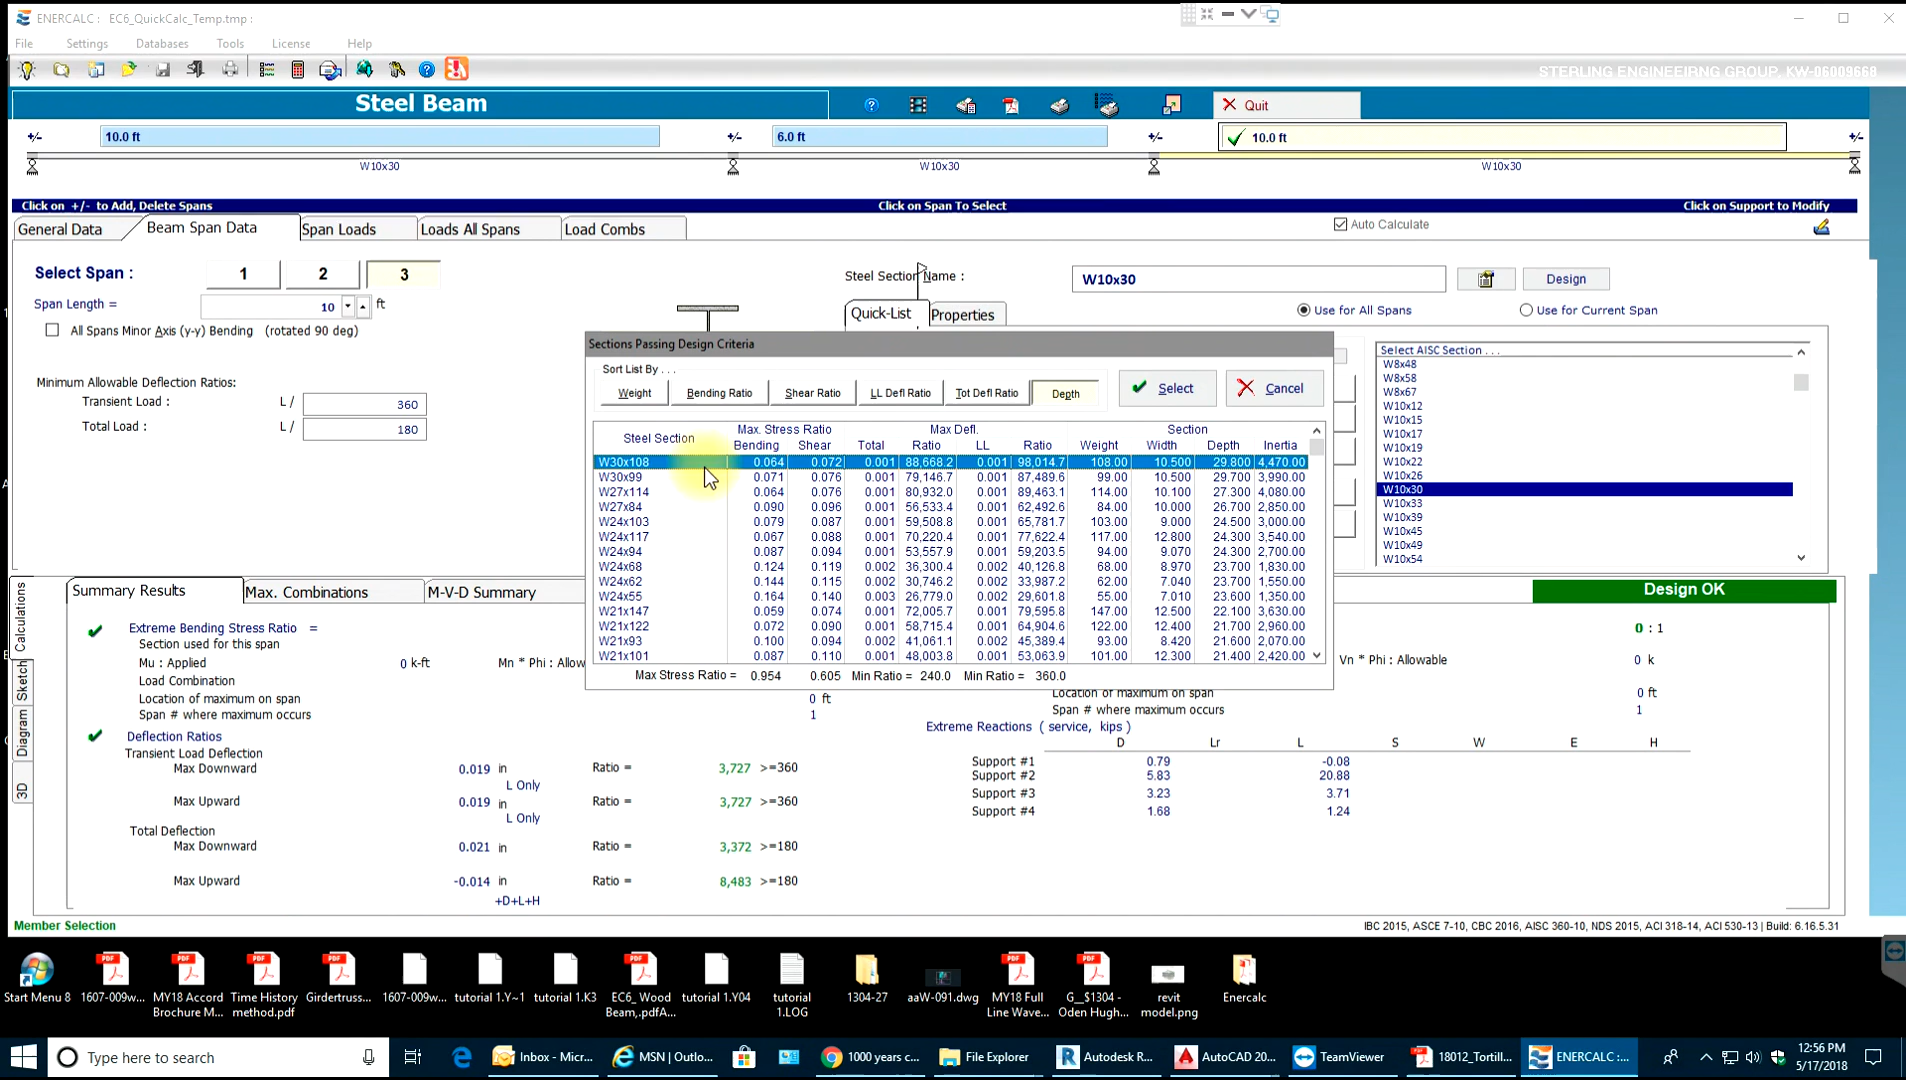 ENERCALC : EC6_QuickCalc_Temp.tmp :
File Settings Databases Tools License Help
STERLING ENGINEEIRNG GROUP, KW-06009668
Steel Beam
Quit
+/- 10.0 ft +/- 6.0 ft +/- 10.0 ft +/-
W10x30 W10x30 W10x30
Click on +/- to Add, Delete Spans Click on Span To Select Click on Support to Modify
General Data Beam Span Data Span Loads Loads All Spans Load Combs
Auto Calculate
Select Span : 1 2 3
Steel Section Name : W10x30 Design
Span Length = 10 ft
Quick-List Properties
Use for All Spans Use for Current Span
All Spans Minor Axis (y-y) Bending (rotated 90 deg)
Minimum Allowable Deflection Ratios:
Transient Load : L / 360
Total Load : L / 180
Select AISC Section . . .
W8x48
W8x58
W8x67
W10x12
W10x15
W10x17
W10x19
W10x22
W10x26
W10x30
W10x33
W10x39
W10x45
W10x49
W10x54
Sections Passing Design Criteria
Sort List By . . .
Weight Bending Ratio Shear Ratio LL Defl Ratio Tot Defl Ratio Depth Select Cancel
Max. Stress Ratio Max Defl. Section
Steel Section Bending Shear Total Ratio LL Ratio Weight Width Depth Inertia
W30x108 0.064 0.072 0.001 88,668.2 0.001 98,014.7 108.00 10.500 29.800 4,470.00
W30x99 0.071 0.076 0.001 79,146.7 0.001 87,489.6 99.00 10.500 29.700 3,990.00
W27x114 0.064 0.076 0.001 80,932.0 0.001 89,463.1 114.00 10.100 27.300 4,080.00
W27x84 0.090 0.096 0.001 56,533.4 0.001 62,492.6 84.00 10.000 26.700 2,850.00
W24x103 0.079 0.087 0.001 59,508.8 0.001 65,781.7 103.00 9.000 24.500 3,000.00
W24x117 0.067 0.088 0.001 70,220.4 0.001 77,622.4 117.00 12.800 24.300 3,540.00
W24x94 0.087 0.094 0.001 53,557.9 0.001 59,203.5 94.00 9.070 24.300 2,700.00
W24x68 0.124 0.119 0.002 36,300.4 0.002 40,126.8 68.00 8.970 23.700 1,830.00
W24x62 0.144 0.115 0.002 30,746.2 0.002 33,987.2 62.00 7.040 23.700 1,550.00
W24x55 0.164 0.140 0.003 26,779.0 0.002 29,601.8 55.00 7.010 23.600 1,350.00
W21x147 0.059 0.074 0.001 72,005.7 0.001 79,595.8 147.00 12.500 22.100 3,630.00
W21x122 0.072 0.090 0.001 58,715.4 0.001 64,904.6 122.00 12.400 21.700 2,960.00
W21x93 0.100 0.094 0.002 41,061.1 0.002 45,389.4 93.00 8.420 21.600 2,070.00
W21x101 0.087 0.110 0.001 48,003.8 0.001 53,063.9 101.00 12.300 21.400 2,420.00
Max Stress Ratio = 0.954 0.605 Min Ratio = 240.0 Min Ratio = 360.0
Calculations
Sketch
Diagram
3D
Summary Results Max. Combinations M-V-D Summary
Design OK
Extreme Bending Stress Ratio = 0 : 1
Section used for this span
Mu : Applied 0 k-ft Mn * Phi : Allow Vn * Phi : Allowable 0 k
Load Combination
Location of maximum on span 0 ft Location of maximum on span 0 ft
Span # where maximum occurs 1 Span # where maximum occurs 1
Deflection Ratios
Transient Load Deflection
Max Downward 0.019 in Ratio = 3,727 >=360
L Only
Max Upward 0.019 in Ratio = 3,727 >=360
L Only
Total Deflection
Max Downward 0.021 in Ratio = 3,372 >=180
Max Upward -0.014 in Ratio = 8,483 >=180
+D+L+H
Extreme Reactions ( service, kips )
D Lr L S W E H
Support #1 0.79 -0.08
Support #2 5.83 20.88
Support #3 3.23 3.71
Support #4 1.68 1.24
Member Selection
IBC 2015, ASCE 7-10, CBC 2016, AISC 360-10, NDS 2015, ACI 318-14, ACI 530-13 | Build: 6.16.5.31
Start Menu 8
1607-009w...
MY18 Accord Brochure M...
Time History method.pdf
Girdertruss...
1607-009w...
tutorial 1.Y~1
tutorial 1.K3
EC6_ Wood Beam,.pdfA...
tutorial 1.Y04
tutorial 1.LOG
1304-27
aaW-091.dwg
MY18 Full Line Wave...
G__$1304 - Oden Hugh...
revit model.png
Enercalc
Type here to search
Inbox - Micr...
MSN | Outlo...
1000 years c...
File Explorer
Autodesk R...
AutoCAD 20...
TeamViewer
18012_Tortill...
ENERCALC :...
12:56 PM
5/17/2018